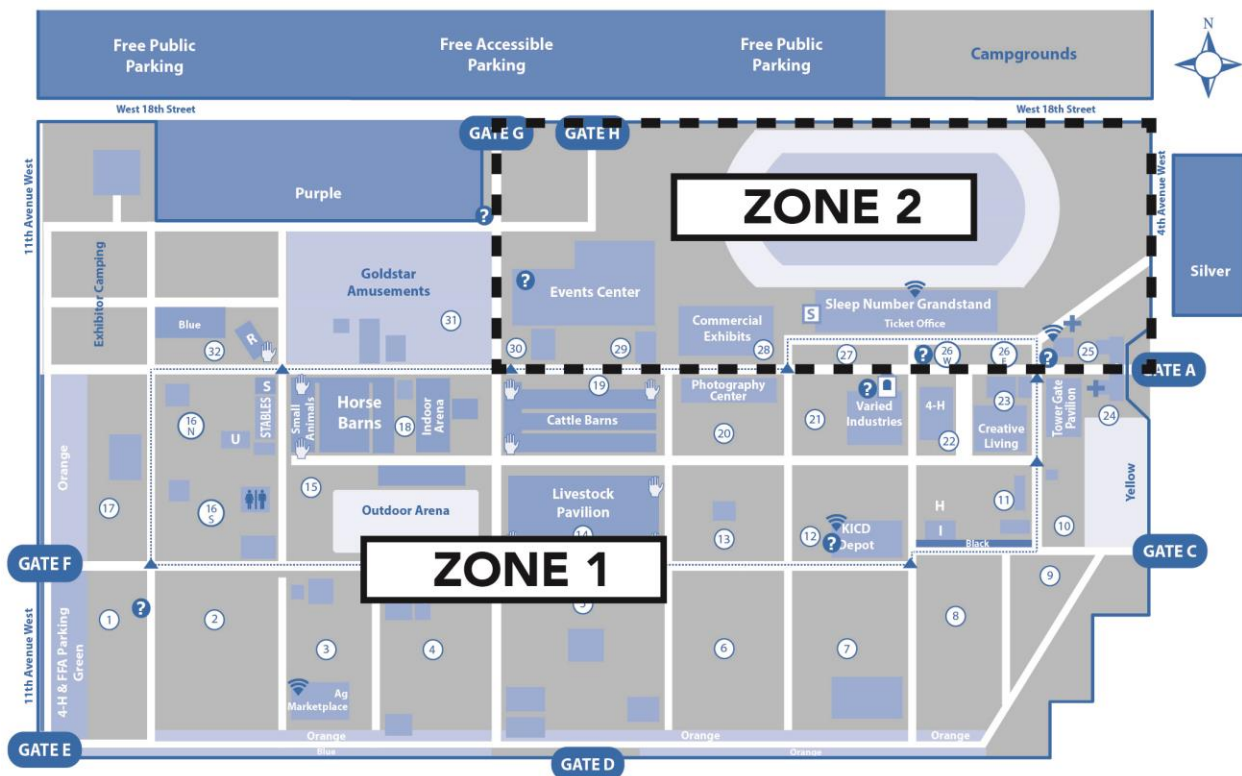 Free Public
Parking
Free Accessible
Parking
Free Public
Parking
Campgrounds
N
West 18th Street
West 18th Street
GATE G
GATE H
11th Avenue West
Purple
?
ZONE 2
4th Avenue West
Silver
Exhibitor Camping
Goldstar
Amusements
31
?
Events Center
Sleep Number Grandstand
Ticket Office
S
Commercial
Exhibits
28
Blue
R
32
30
29
27
?
26
W
26
E
?
25
GATE A
Orange
16
N
STABLES
S
U
Small
Animals
Horse
Barns
18
Indoor
Arena
19
Cattle Barns
Photography
Center
20
21
?
Varied
Industries
4-H
22
23
Creative
Living
Tower Gate
Pavilion
24
Yellow
17
16
S
15
Outdoor Arena
Livestock
Pavilion
14
13
12
?
KICD
Depot
H
I
Black
11
10
GATE F
ZONE 1
GATE C
11th Avenue West
4-H & FFA Parking
Green
1
?
2
3
4
5
6
7
8
9
Ag
Marketplace
GATE E
Orange
Blue
Orange
Orange
Orange
GATE D